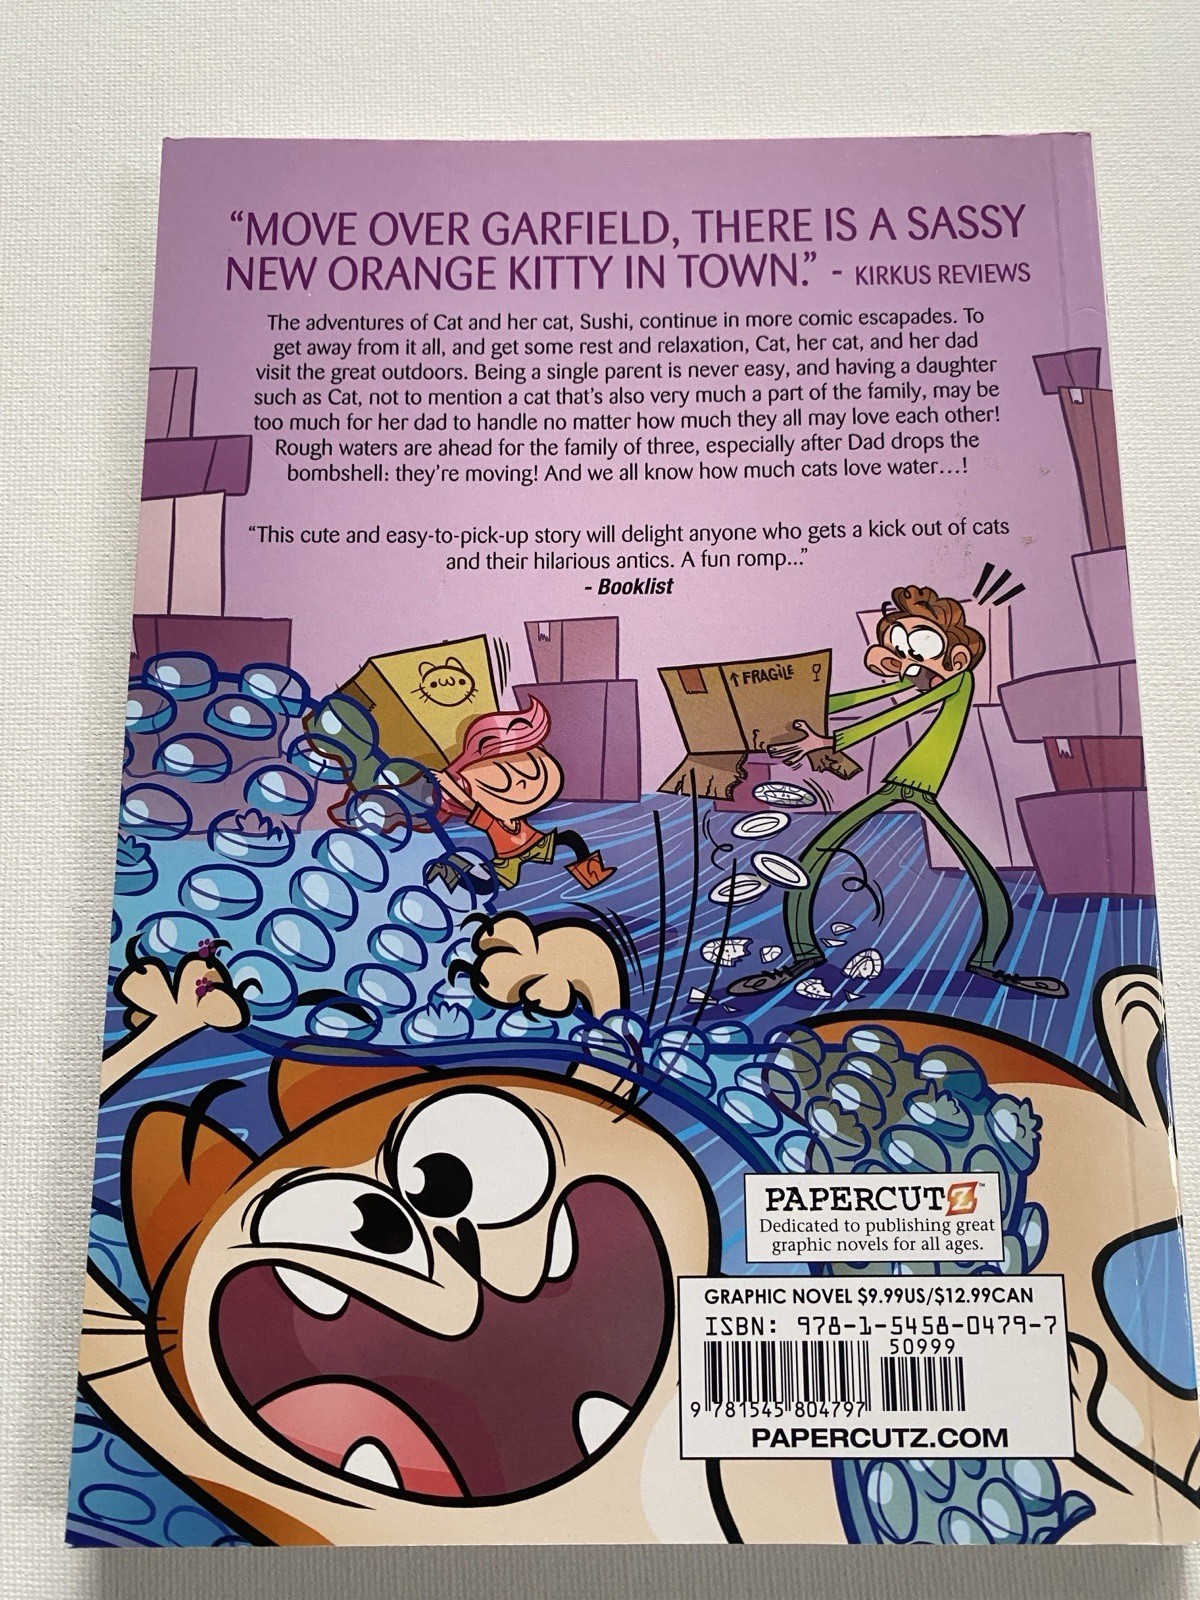 “MOVE OVER GARFIELD, THERE IS A SASSY
NEW ORANGE KITTY IN TOWN.” - KIRKUS REVIEWS
The adventures of Cat and her cat, Sushi, continue in more comic escapades. To
get away from it all, and get some rest and relaxation, Cat, her cat, and her dad
visit the great outdoors. Being a single parent is never easy, and having a daughter
such as Cat, not to mention a cat that’s also very much a part of the family, may be
too much for her dad to handle no matter how much they all may love each other!
Rough waters are ahead for the family of three, especially after Dad drops the
bombshell: they’re moving! And we all know how much cats love water…!
“This cute and easy-to-pick-up story will delight anyone who gets a kick out of cats
and their hilarious antics. A fun romp...”
- Booklist
↑ FRAGiLE
PAPERCUTZ™
Dedicated to publishing great
graphic novels for all ages.
GRAPHIC NOVEL $9.99US/$12.99CAN
ISBN: 978-1-5458-0479-7
50999
9 781545 804797
PAPERCUTZ.COM